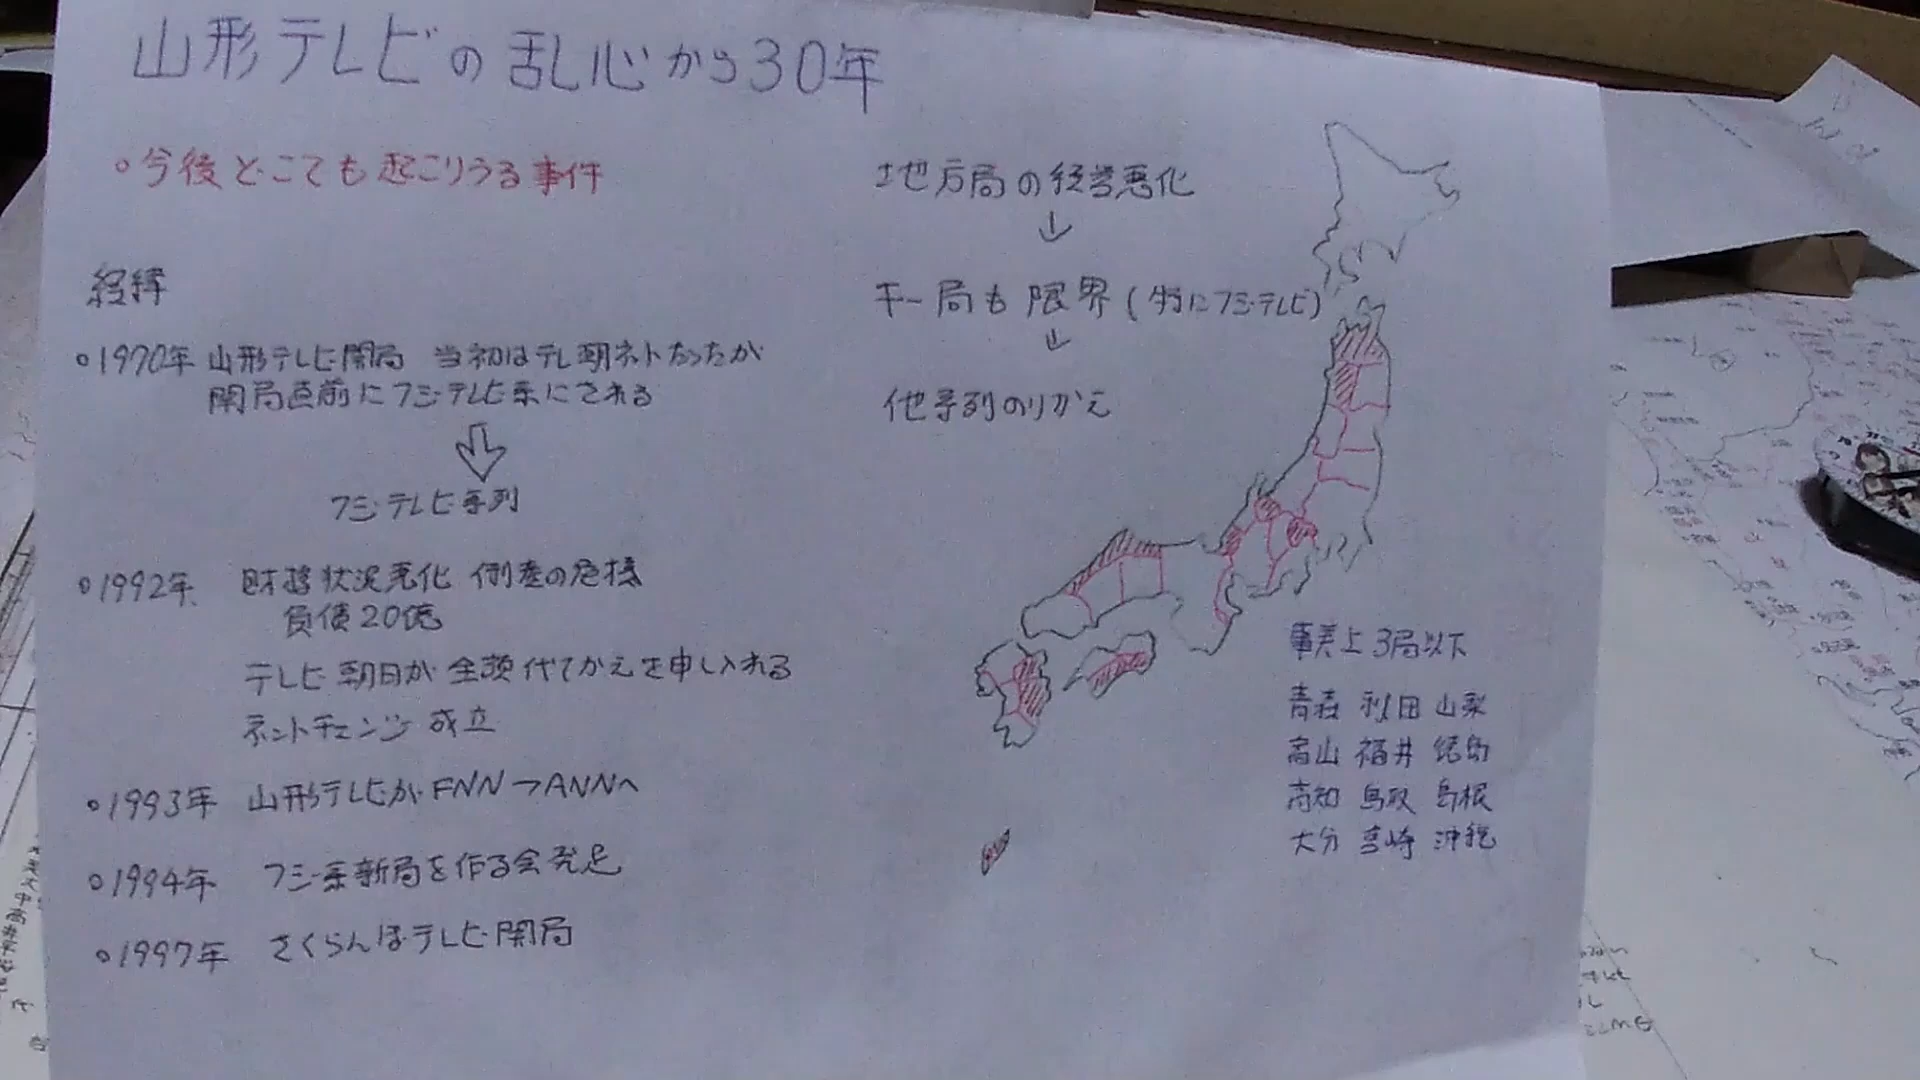 山形テレビの乱心から30年
○今後どこでも起こりうる事件
経緯
○1970年 山形テレビ開局 当初はテレ朝ネトだったが
開局直前にフジテレビ系にされる
フジテレビ系列
○1992年 財務状況悪化 倒産の危機
負債20億
テレビ朝日が全額代てかえを申し入れる
ネットチェンジ成立
○1993年 山形テレビがFNN→ANNへ
○1994年 フジ系新局を作る会発足
○1997年 さくらんぼテレビ開局
地方局の経営悪化
↓
キー局も限界(特にフジテレビ)
↓
他系列のりかえ
事実上3局以下
青森 秋田 山梨
富山 福井 徳島
高知 鳥取 島根
大分 宮崎 沖縄